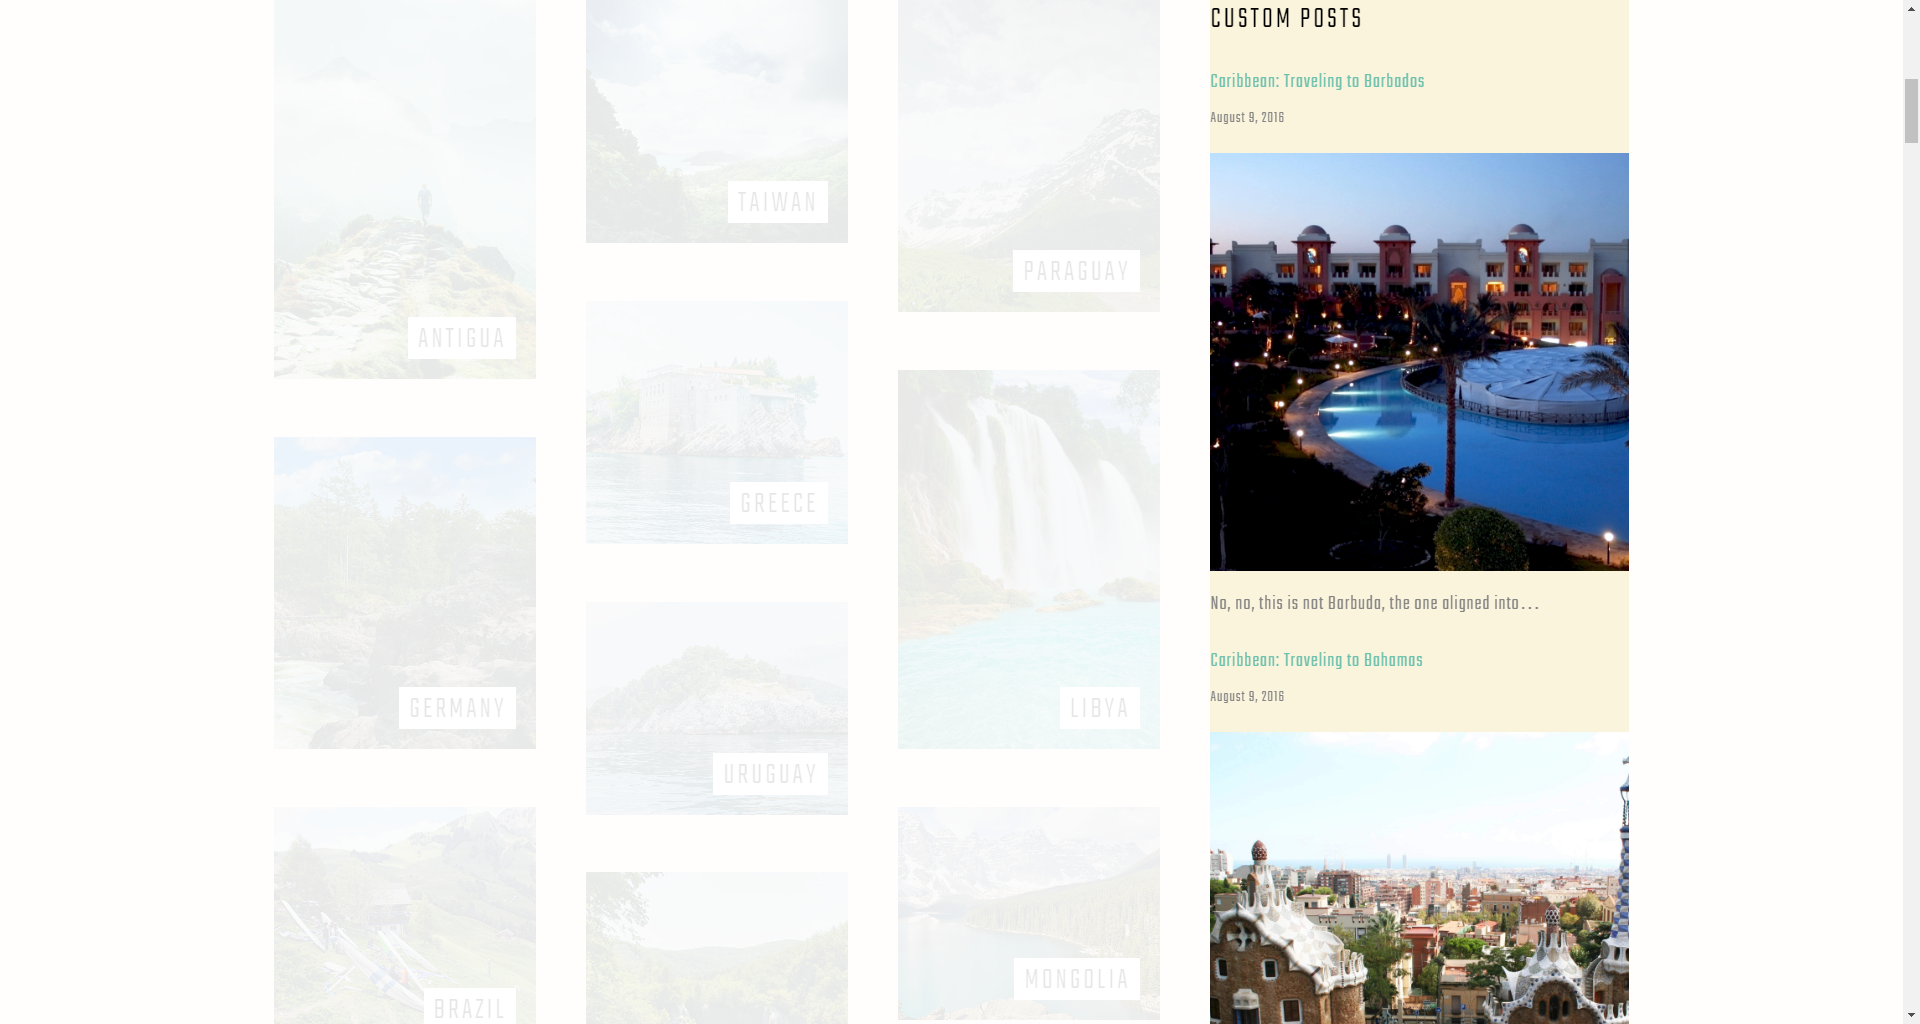 ANTIGUA
GERMANY
BRAZIL
TAIWAN
GREECE
URUGUAY
PARAGUAY
LIBYA
MONGOLIA
CUSTOM POSTS
Caribbean: Traveling to Barbados
August 9, 2016
No, no, this is not Barbuda, the one aligned into...
Caribbean: Traveling to Bahamas
August 9, 2016